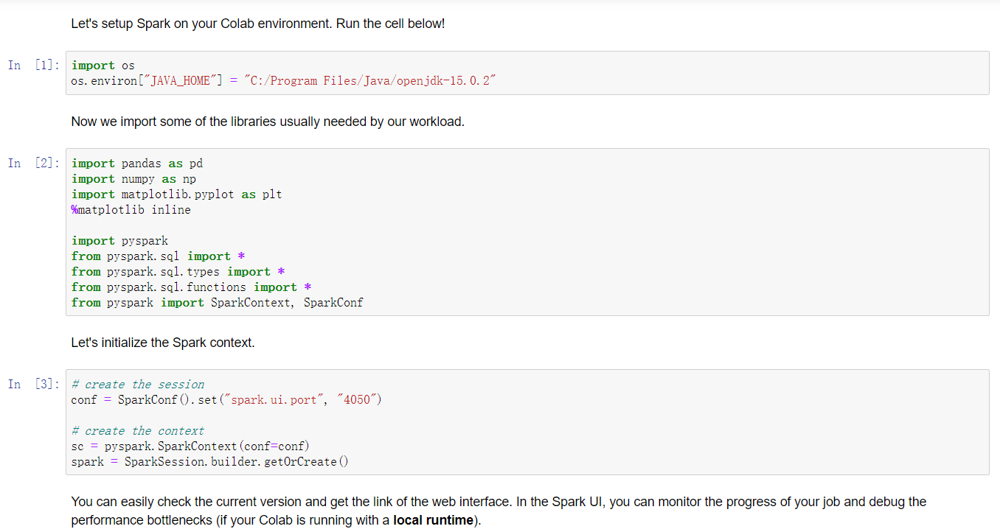 Let's setup Spark on your Colab environment. Run the cell below!
In [1]: import os
os.environ["JAVA_HOME"] = "C:/Program Files/Java/openjdk-15.0.2"
Now we import some of the libraries usually needed by our workload.
In [2]: import pandas as pd
import numpy as np
import matplotlib.pyplot as plt
%matplotlib inline
import pyspark
from pyspark.sql import *
from pyspark.sql.types import *
from pyspark.sql.functions import *
from pyspark import SparkContext, SparkConf
Let's initialize the Spark context.
In [3]: # create the session
conf = SparkConf().set("spark.ui.port", "4050")
# create the context
sc = pyspark.SparkContext(conf=conf)
spark = SparkSession.builder.getOrCreate()
You can easily check the current version and get the link of the web interface. In the Spark UI, you can monitor the progress of your job and debug the
performance bottlenecks (if your Colab is running with a local runtime).